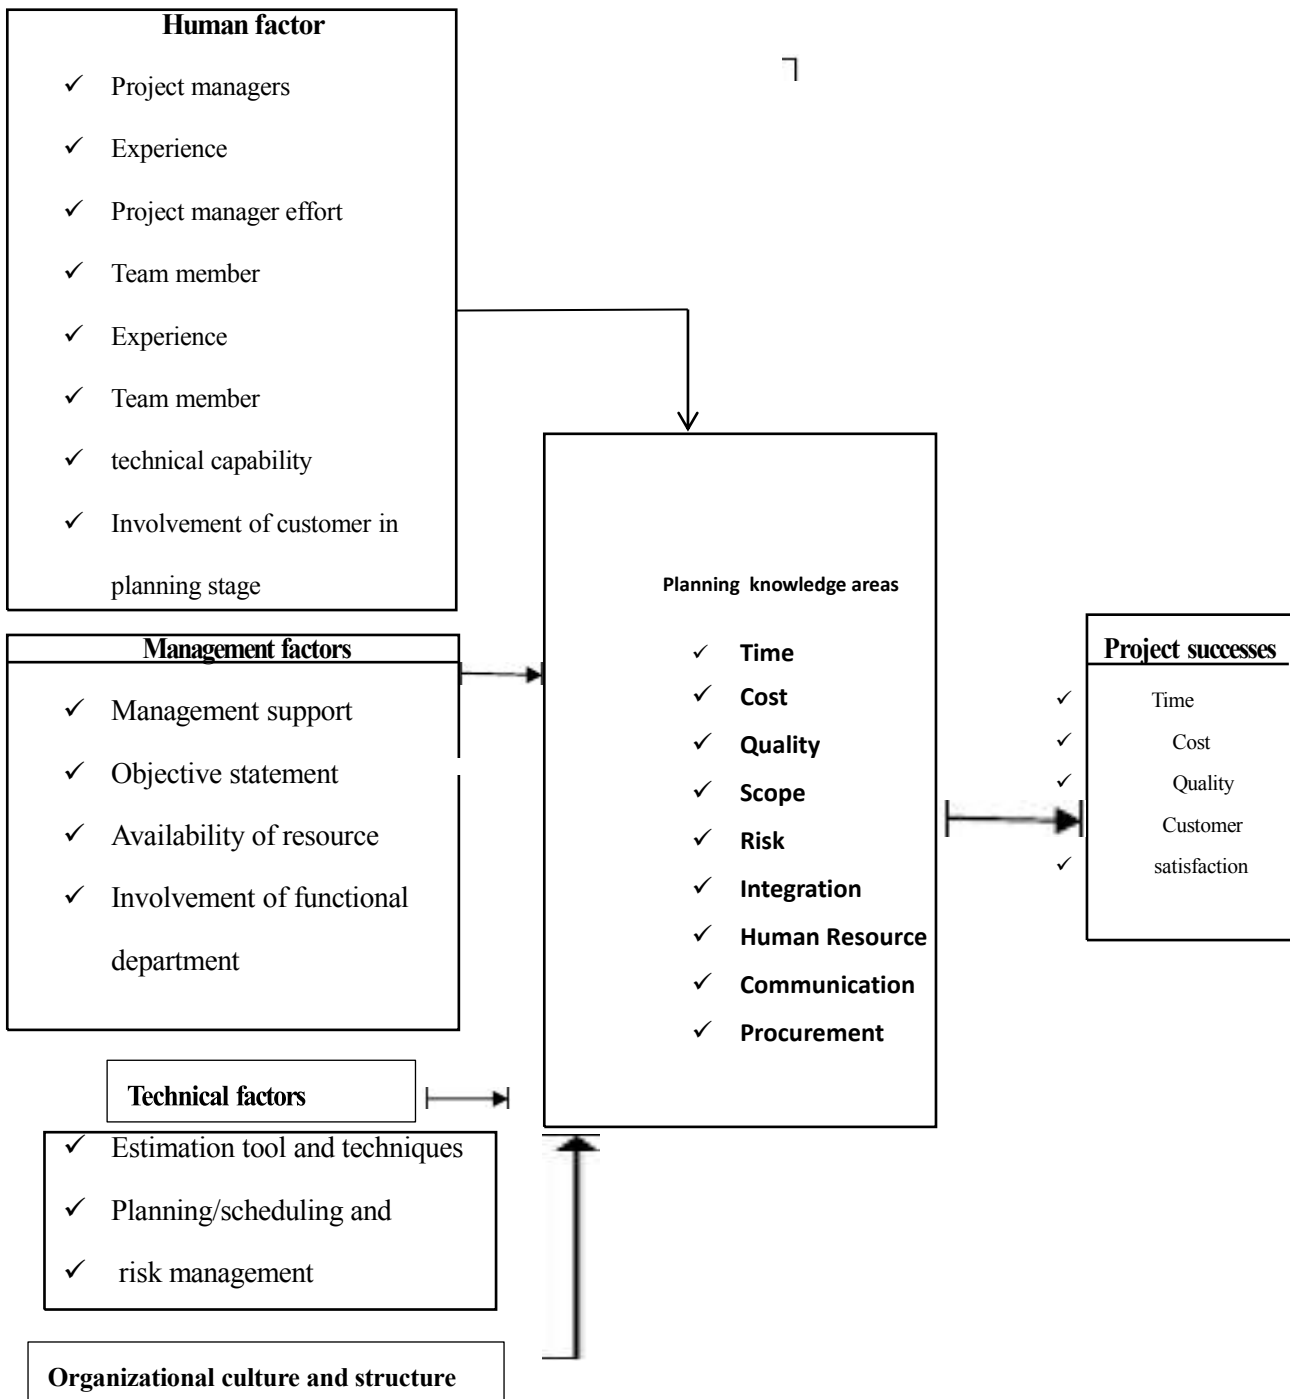 Human factor
✓ Project managers
✓ Experience
✓ Project manager effort
✓ Team member
✓ Experience
✓ Team member
✓ technical capability
✓ Involvement of customer in
planning stage
Management factors
✓ Management support
✓ Objective statement
✓ Availability of resource
✓ Involvement of functional
department
Technical factors
✓ Estimation tool and techniques
✓ Planning/scheduling and
✓ risk management
Organizational culture and structure
Planning knowledge areas
✓ Time
✓ Cost
✓ Quality
✓ Scope
✓ Risk
✓ Integration
✓ Human Resource
✓ Communication
✓ Procurement
Project successes
✓ Time
✓ Cost
✓ Quality
✓ Customer
✓ satisfaction